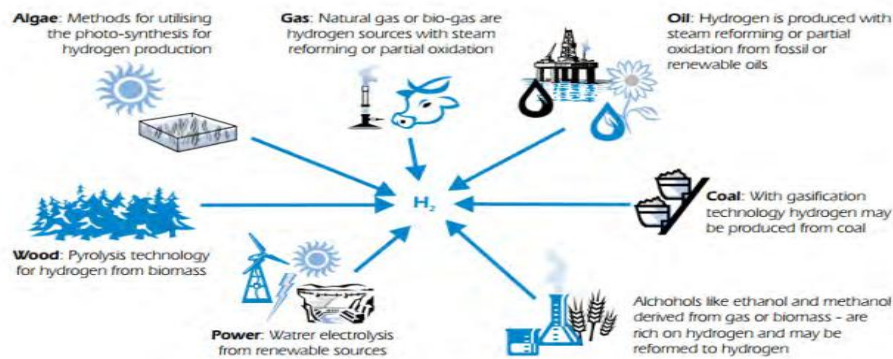 Algae: Methods for utilising
the photo-synthesis for
hydrogen production
Gas: Natural gas or bio-gas are
hydrogen sources with steam
reforming or partial oxidation
Oil: Hydrogen is produced with
steam reforming or partial
oxidation from fossil or
renewable oils
H2
Coal: With gasification
technology hydrogen may
be produced from coal
Wood: Pyrolysis technology
for hydrogen from biomass
Power: Watrer electrolysis
from renewable sources
Alchohols like ethanol and methanol
derived from gas or biomass - are
rich on hydrogen and may be
reformed to hydrogen